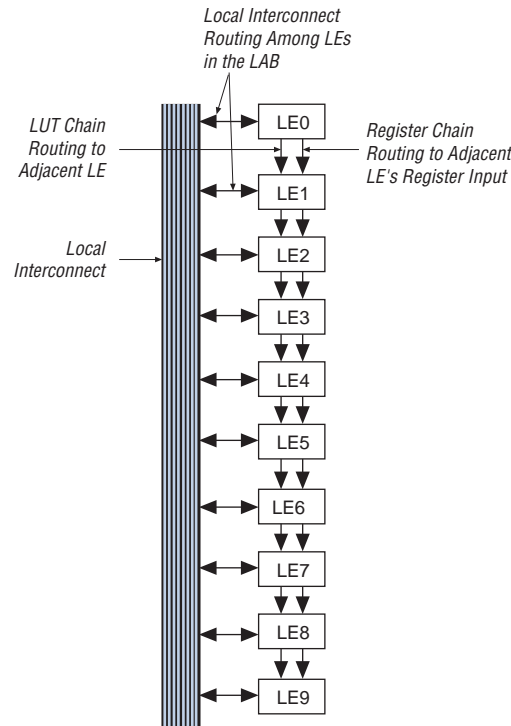 Local Interconnect
Routing Among LEs
in the LAB
LUT Chain
Routing to
Adjacent LE
Register Chain
Routing to Adjacent
LE's Register Input
Local
Interconnect
LE0
LE1
LE2
LE3
LE4
LE5
LE6
LE7
LE8
LE9